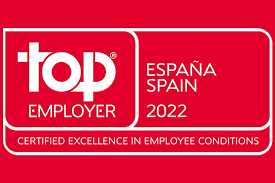 top®
EMPLOYER
ESPAÑA
SPAIN
2022
CERTIFIED EXCELLENCE IN EMPLOYEE CONDITIONS